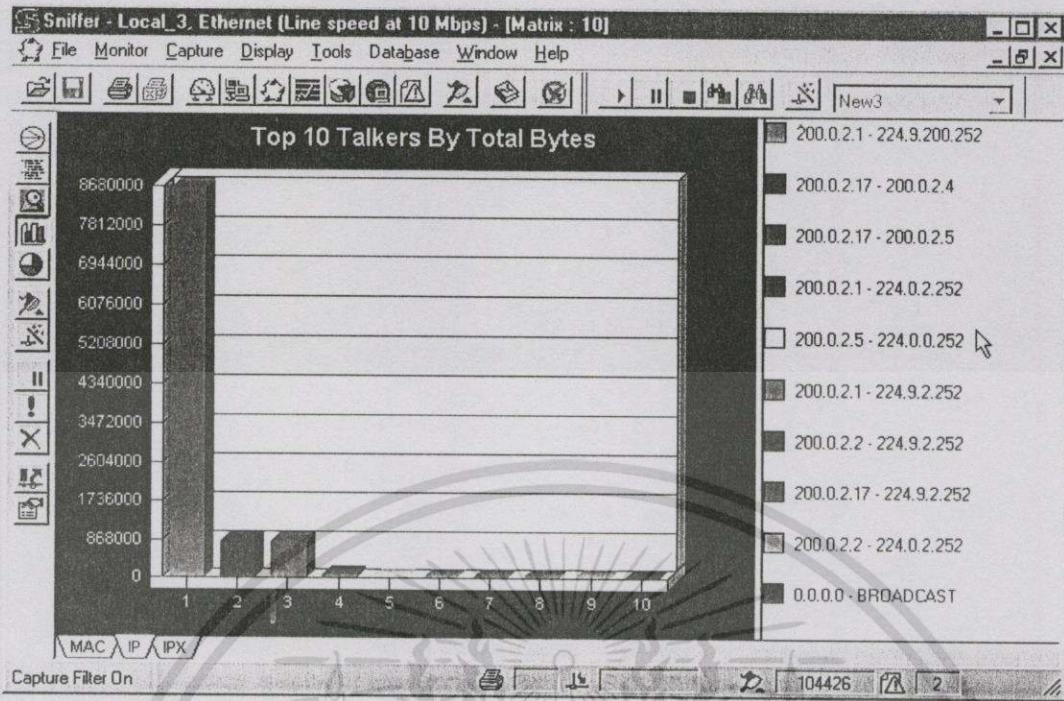 Sniffer - Local_3, Ethernet (Line speed at 10 Mbps) - [Matrix : 10]
File Monitor Capture Display Tools Database Window Help
New3
Top 10 Talkers By Total Bytes
8680000
7812000
6944000
6076000
5208000
4340000
3472000
2604000
1736000
868000
0
1 2 3 4 5 6 7 8 9 10
200.0.2.1 - 224.9.200.252
200.0.2.17 - 200.0.2.4
200.0.2.17 - 200.0.2.5
200.0.2.1 - 224.0.2.252
200.0.2.5 - 224.0.0.252
200.0.2.1 - 224.9.2.252
200.0.2.2 - 224.9.2.252
200.0.2.17 - 224.9.2.252
200.0.2.2 - 224.0.2.252
0.0.0.0 - BROADCAST
MAC IP IPX
Capture Filter On 104426 2